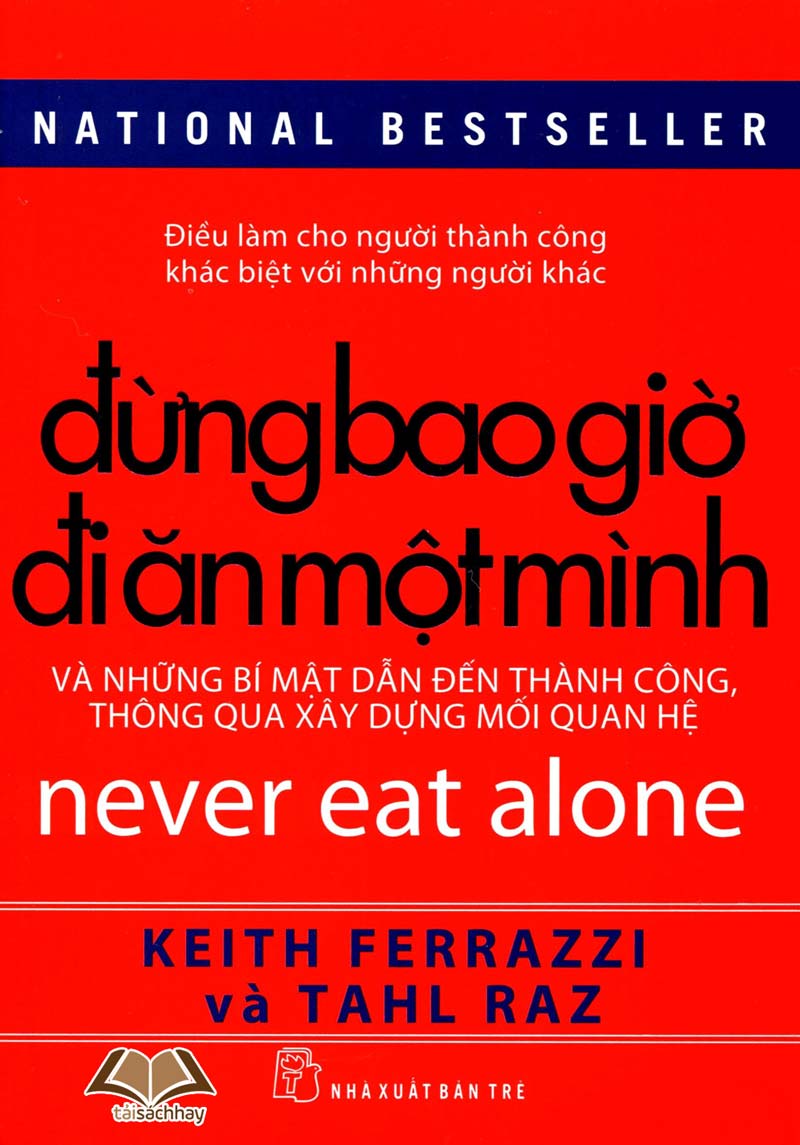 NATIONAL BESTSELLER
Điều làm cho người thành công
khác biệt với những người khác
đừng bao giờ
đi ăn một mình
VÀ NHỮNG BÍ MẬT DẪN ĐẾN THÀNH CÔNG,
THÔNG QUA XÂY DỰNG MỐI QUAN HỆ
never eat alone
KEITH FERRAZZI
và TAHL RAZ
tảisáchhay
T NHÀ XUẤT BẢN TRẺ